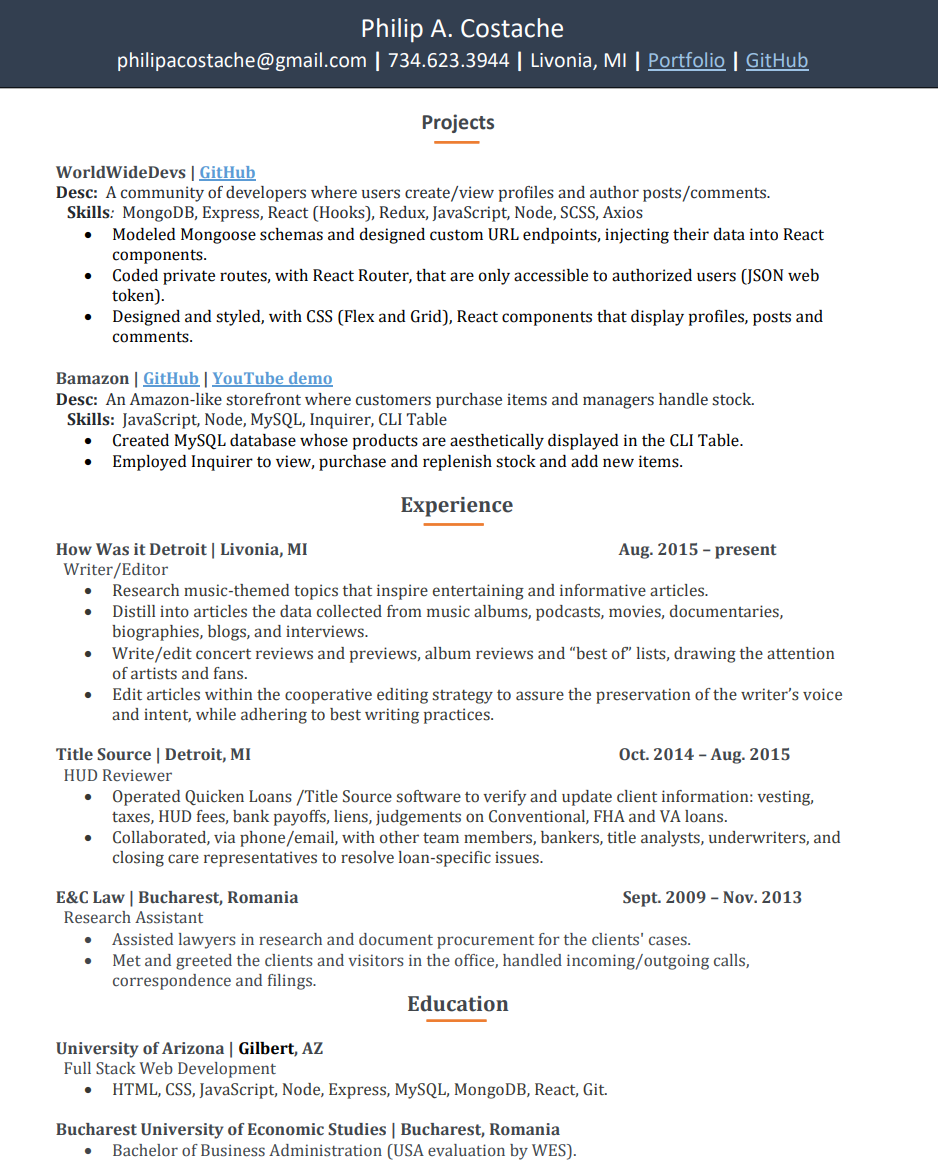 Philip A. Costache
philipacostache@gmail.com | 734.623.3944 | Livonia, MI | Portfolio | GitHub
Projects
WorldWideDevs | GitHub
Desc: A community of developers where users create/view profiles and author posts/comments.
Skills: MongoDB, Express, React (Hooks), Redux, JavaScript, Node, SCSS, Axios
• Modeled Mongoose schemas and designed custom URL endpoints, injecting their data into React
components.
• Coded private routes, with React Router, that are only accessible to authorized users (JSON web
token).
• Designed and styled, with CSS (Flex and Grid), React components that display profiles, posts and
comments.
Bamazon | GitHub | YouTube demo
Desc: An Amazon-like storefront where customers purchase items and managers handle stock.
Skills: JavaScript, Node, MySQL, Inquirer, CLI Table
• Created MySQL database whose products are aesthetically displayed in the CLI Table.
• Employed Inquirer to view, purchase and replenish stock and add new items.
Experience
How Was it Detroit | Livonia, MI Aug. 2015 – present
Writer/Editor
• Research music-themed topics that inspire entertaining and informative articles.
• Distill into articles the data collected from music albums, podcasts, movies, documentaries,
biographies, blogs, and interviews.
• Write/edit concert reviews and previews, album reviews and “best of” lists, drawing the attention
of artists and fans.
• Edit articles within the cooperative editing strategy to assure the preservation of the writer’s voice
and intent, while adhering to best writing practices.
Title Source | Detroit, MI Oct. 2014 – Aug. 2015
HUD Reviewer
• Operated Quicken Loans /Title Source software to verify and update client information: vesting,
taxes, HUD fees, bank payoffs, liens, judgements on Conventional, FHA and VA loans.
• Collaborated, via phone/email, with other team members, bankers, title analysts, underwriters, and
closing care representatives to resolve loan-specific issues.
E&C Law | Bucharest, Romania Sept. 2009 – Nov. 2013
Research Assistant
• Assisted lawyers in research and document procurement for the clients' cases.
• Met and greeted the clients and visitors in the office, handled incoming/outgoing calls,
correspondence and filings.
Education
University of Arizona | Gilbert, AZ
Full Stack Web Development
• HTML, CSS, JavaScript, Node, Express, MySQL, MongoDB, React, Git.
Bucharest University of Economic Studies | Bucharest, Romania
• Bachelor of Business Administration (USA evaluation by WES).